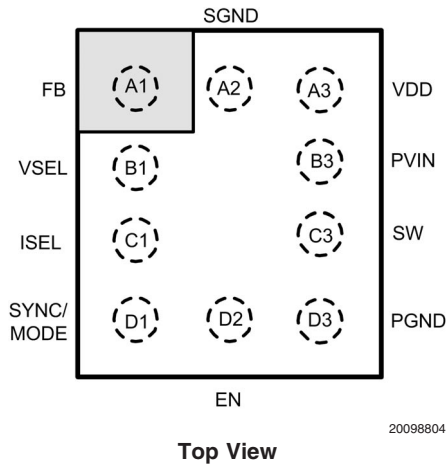 SGND
FB A1 A2 A3 VDD
VSEL B1 B3 PVIN
ISEL C1 C3 SW
SYNC/
MODE D1 D2 D3 PGND
EN
20098804
Top View